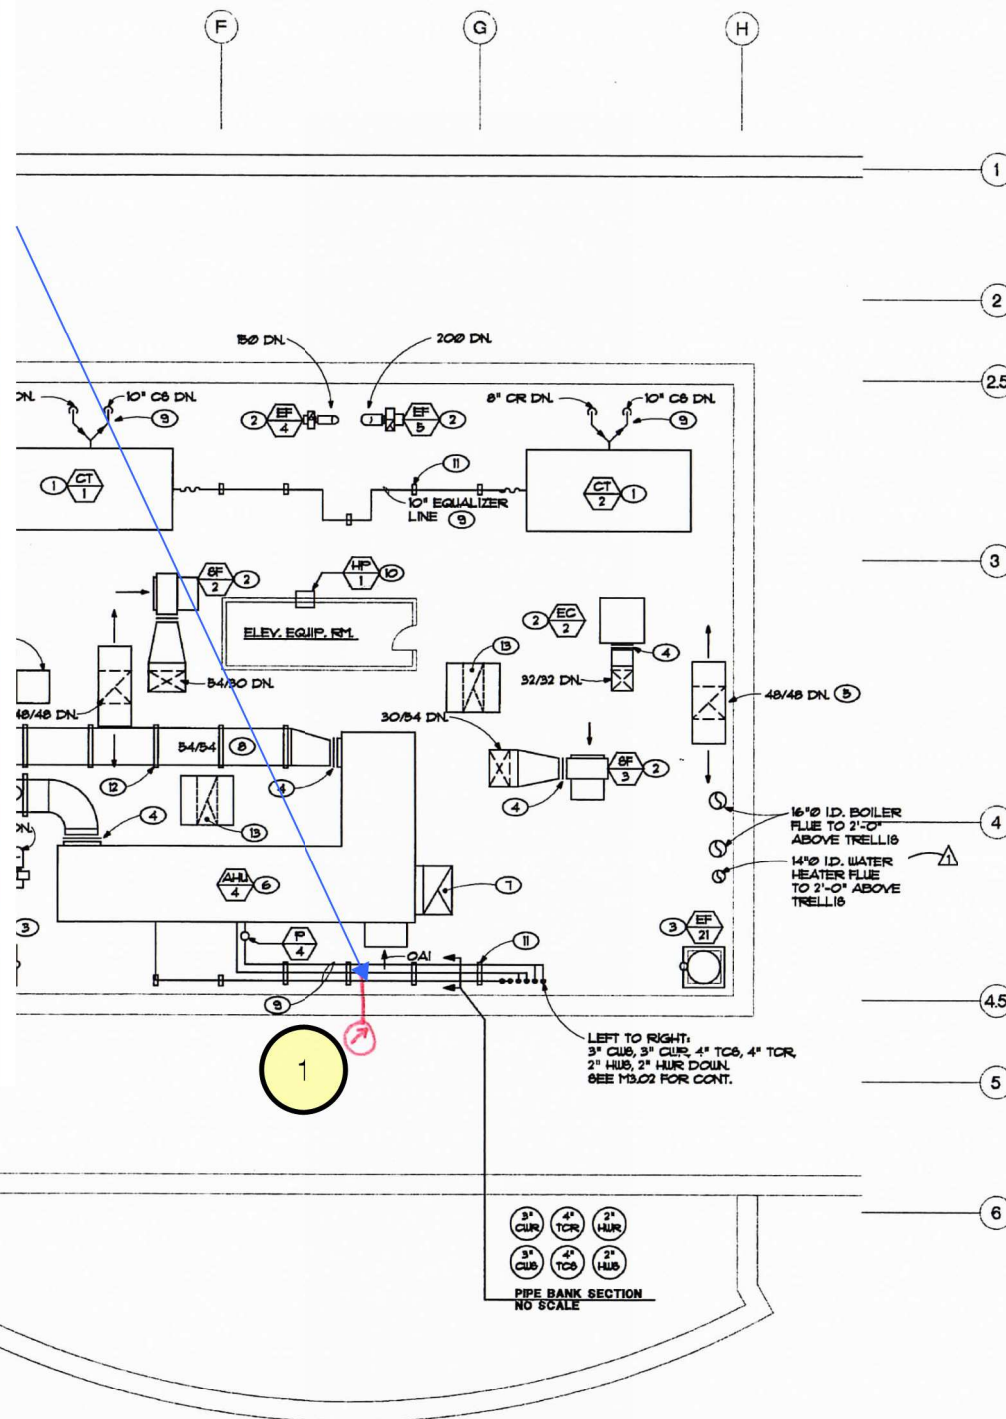 F
G
H
1
2
2.5
3
4
4.5
5
6
150 DN.
200 DN.
DN.
10" CS DN.
9
2
EF
4
EF
5
2
8" CR DN.
10" CS DN.
9
1
CT
1
11
10" EQUALIZER
LINE 9
CT
2
1
SF
2
2
HP
1
10
ELEV. EQUIP. RM.
2
EC
2
4
54/30 DN.
13
32/32 DN.
48/48 DN.
48/48 DN. 5
30/54 DN.
54/54 8
12
4
SF
3
2
4
4
13
16"Ø I.D. BOILER
FLUE TO 2'-0"
ABOVE TRELLIS
14"Ø I.D. WATER
HEATER FLUE
TO 2'-0" ABOVE
TRELLIS
1
AHU
4
6
7
3
P
4
OAI
11
3
EF
21
9
1
LEFT TO RIGHT:
3" CWS, 3" CWR, 4" TCS, 4" TCR,
2" HWS, 2" HWR DOWN.
SEE M3.02 FOR CONT.
3" CWR
4" TCR
2" HWR
3" CWS
4" TCS
2" HWS
PIPE BANK SECTION
NO SCALE